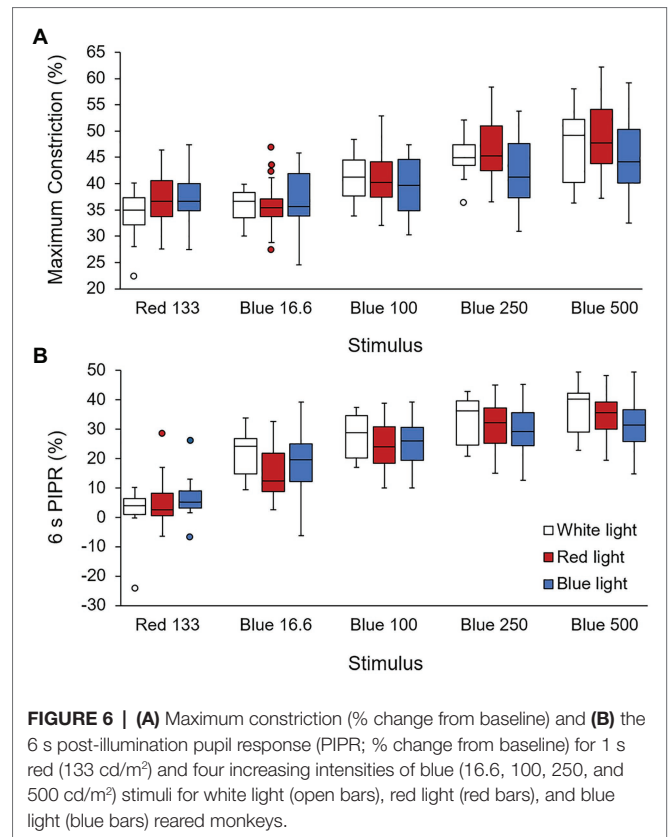 A
Maximum Constriction (%)
65
60
55
50
45
40
35
30
25
20
Red 133 Blue 16.6 Blue 100 Blue 250 Blue 500
Stimulus
B
6 s PIPR (%)
50
40
30
20
10
0
-10
-20
-30
White light
Red light
Blue light
Red 133 Blue 16.6 Blue 100 Blue 250 Blue 500
Stimulus
FIGURE 6 | (A) Maximum constriction (% change from baseline) and (B) the
6 s post-illumination pupil response (PIPR; % change from baseline) for 1 s
red (133 cd/m²) and four increasing intensities of blue (16.6, 100, 250, and
500 cd/m²) stimuli for white light (open bars), red light (red bars), and blue
light (blue bars) reared monkeys.